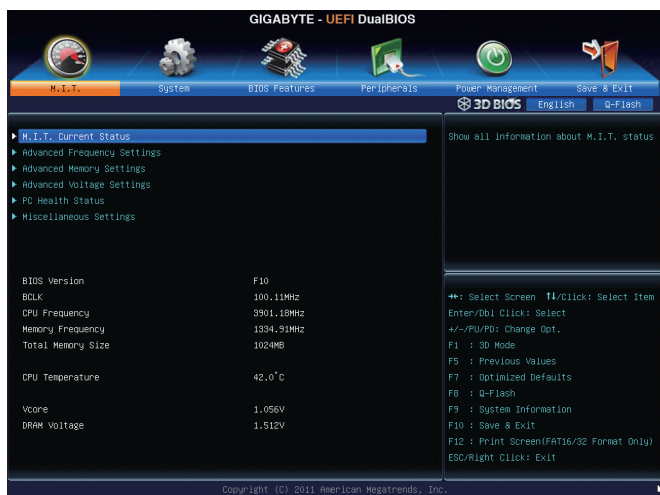 GIGABYTE - UEFI DualBIOS
M.I.T.
System
BIOS Features
Peripherals
Power Management
Save & Exit
3D BIOS
English
Q-Flash
M.I.T. Current Status
Advanced Frequency Settings
Advanced Memory Settings
Advanced Voltage Settings
PC Health Status
Miscellaneous Settings
Show all information about M.I.T. status
BIOS Version F10
BCLK 100.11MHz
CPU Frequency 3901.18MHz
Memory Frequency 1334.91MHz
Total Memory Size 1024MB
CPU Temperature 42.0°C
Vcore 1.056V
DRAM Voltage 1.512V
→←: Select Screen ↑↓/Click: Select Item
Enter/Dbl Click: Select
+/-/PU/PD: Change Opt.
F1 : 3D Mode
F5 : Previous Values
F7 : Optimized Defaults
F8 : Q-Flash
F9 : System Information
F10 : Save & Exit
F12 : Print Screen(FAT16/32 Format Only)
ESC/Right Click: Exit
Copyright (C) 2011 American Megatrends, Inc.